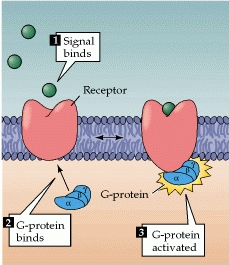 1 Signal
binds
Receptor
G-protein
α
β
γ
2 G-protein
binds
α
β
γ
3 G-protein
activated